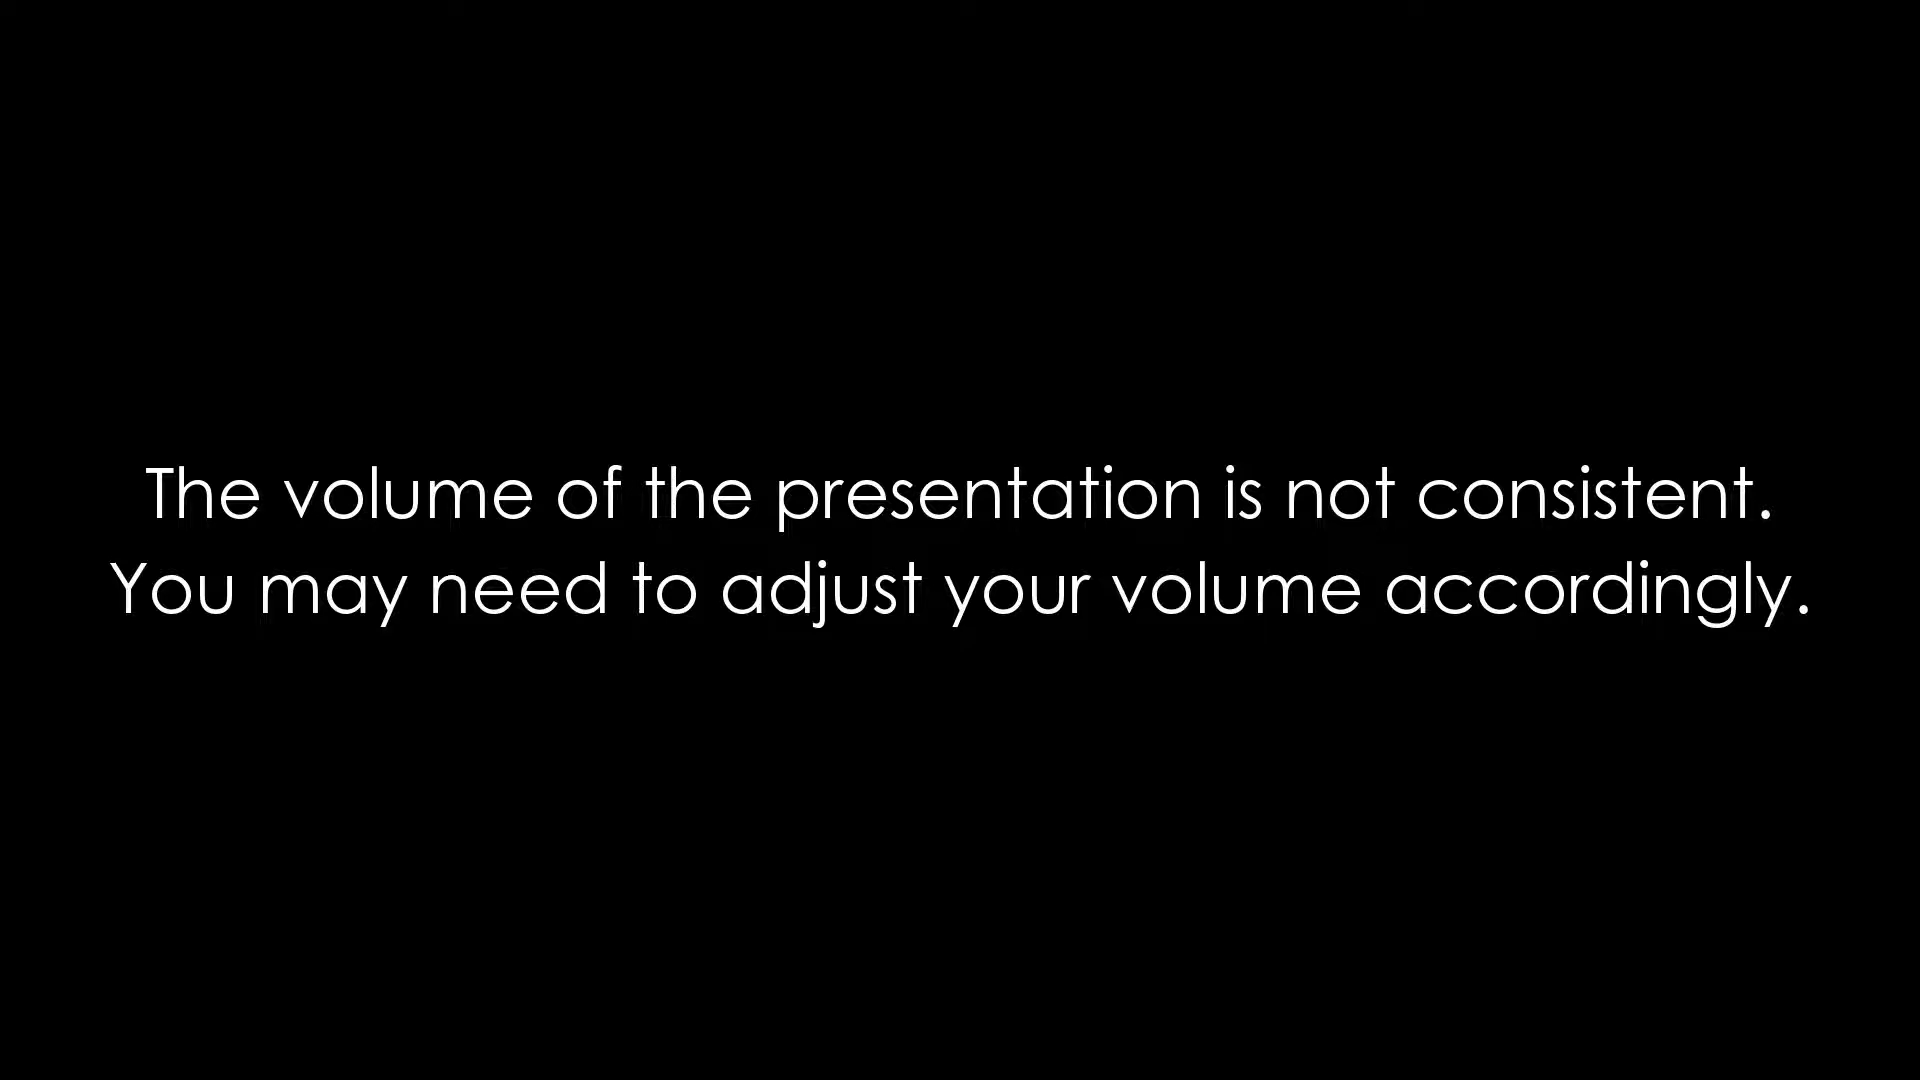 The volume of the presentation is not consistent.
You may need to adjust your volume accordingly.